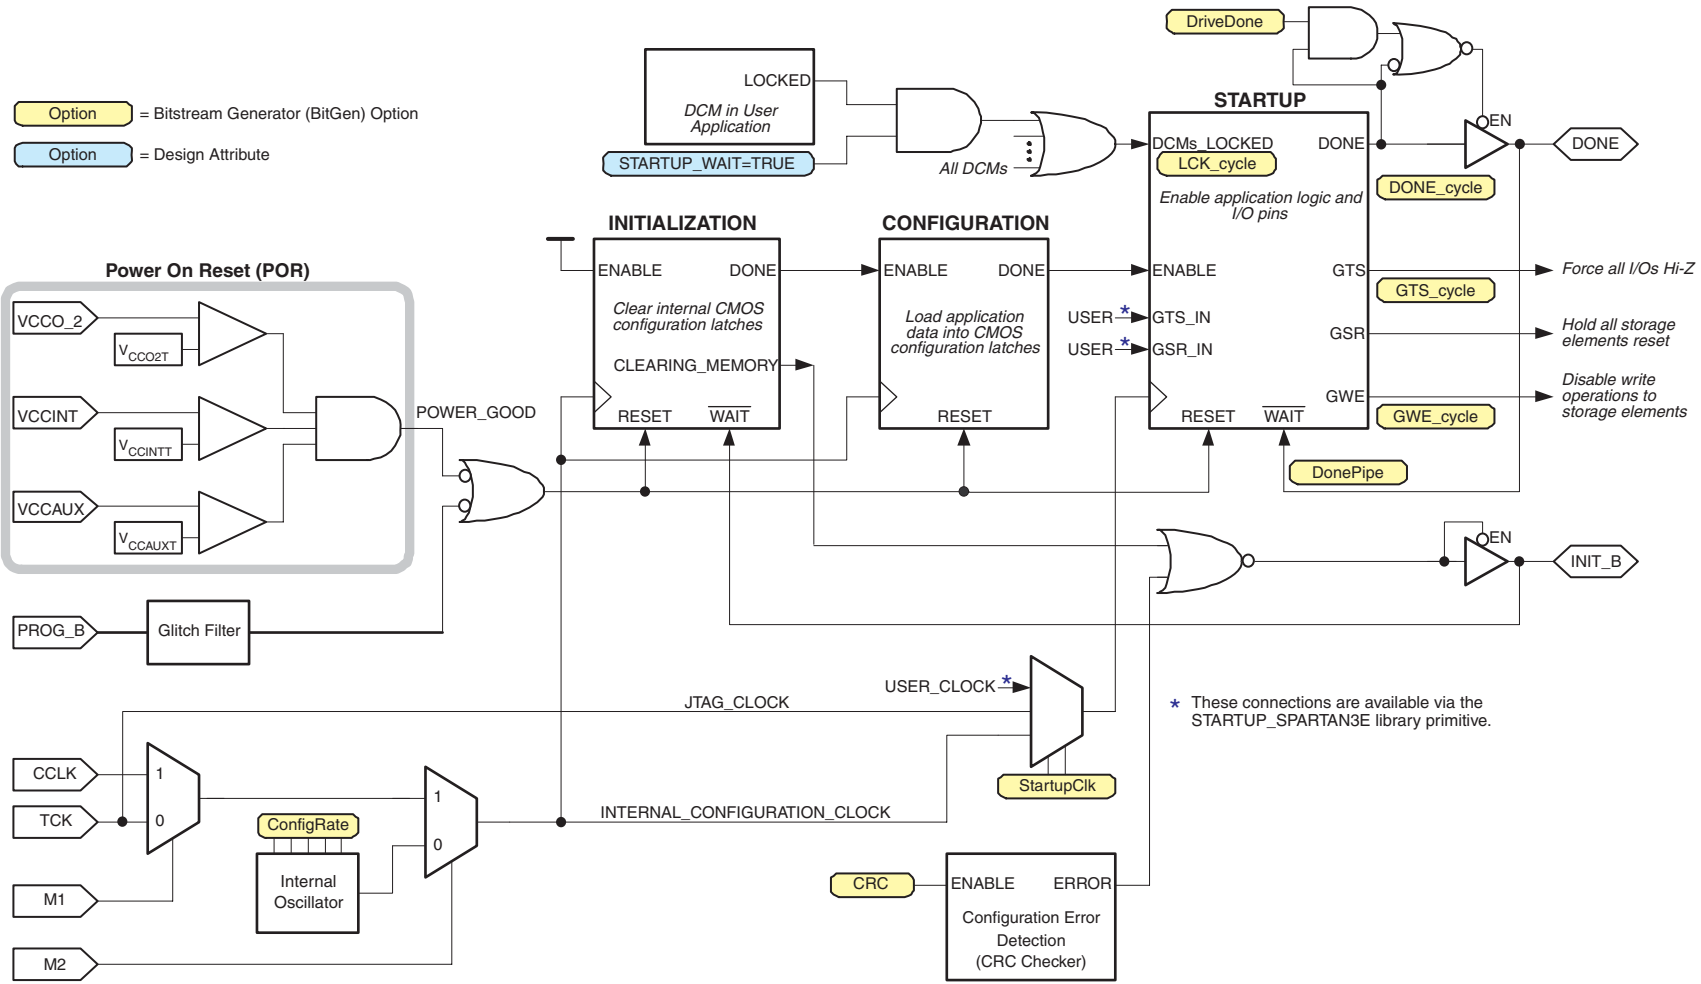 DriveDone
Option
= Bitstream Generator (BitGen) Option
Option
= Design Attribute
LOCKED
DCM in User
Application
STARTUP_WAIT=TRUE
All DCMs
STARTUP
DCMs_LOCKED
LCK_cycle
Enable application logic and
I/O pins
DONE
EN
DONE
DONE_cycle
INITIALIZATION
CONFIGURATION
ENABLE
DONE
Clear internal CMOS
configuration latches
CLEARING_MEMORY
RESET
WAIT
ENABLE
DONE
Load application
data into CMOS
configuration latches
RESET
ENABLE
USER
*
GTS_IN
USER
*
GSR_IN
RESET
WAIT
GTS
GTS_cycle
Force all I/Os Hi-Z
GSR
Hold all storage
elements reset
GWE
GWE_cycle
Disable write
operations to
storage elements
DonePipe
Power On Reset (POR)
VCCO_2
VCCO2T
VCCINT
VCCINTT
VCCAUX
VCCAUXT
POWER_GOOD
PROG_B
Glitch Filter
EN
INIT_B
USER_CLOCK
*
JTAG_CLOCK
* These connections are available via the
STARTUP_SPARTAN3E library primitive.
StartupClk
CCLK
1
TCK
0
1
0
ConfigRate
Internal
Oscillator
INTERNAL_CONFIGURATION_CLOCK
M1
M2
CRC
ENABLE
ERROR
Configuration Error
Detection
(CRC Checker)